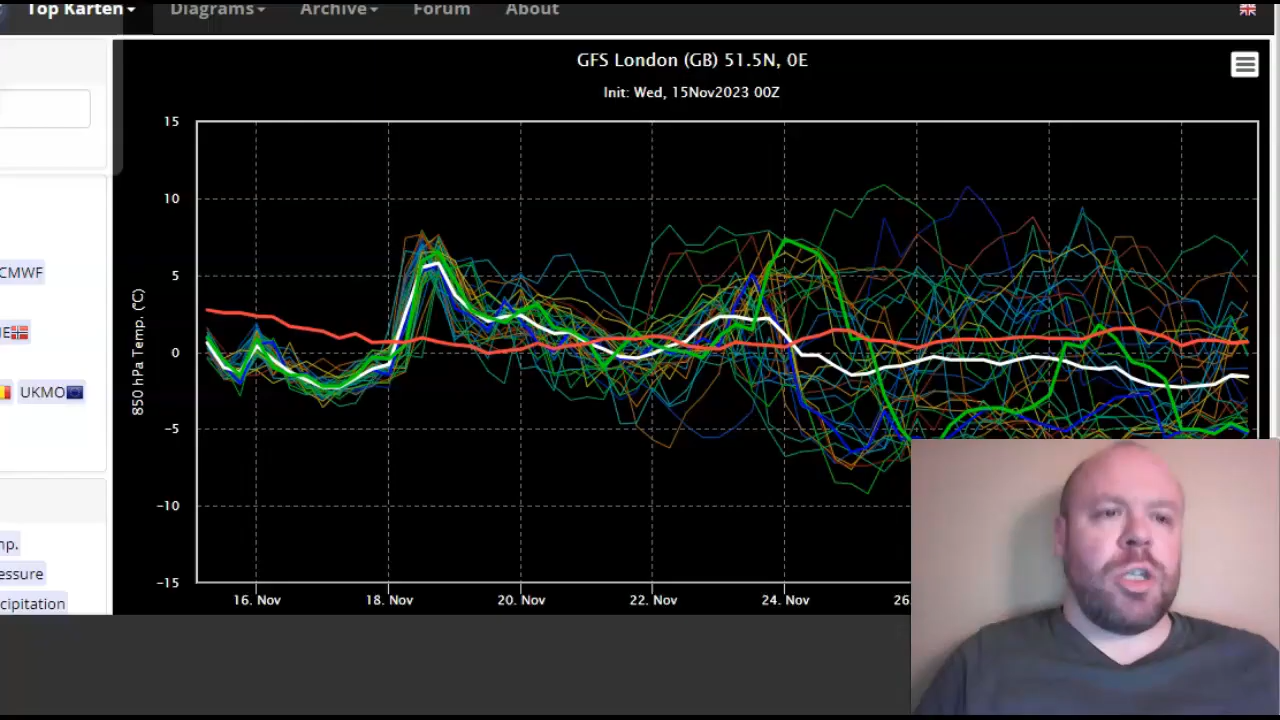 Top Karten Diagrams Archive Forum About
GFS London (GB) 51.5N, 0E
Init: Wed, 15Nov2023 00Z
850 hPa Temp. (°C)
15
10
5
0
-5
-10
-15
16. Nov 18. Nov 20. Nov 22. Nov 24. Nov 26
CMWF
UKMO
mp.
essure
cipitation